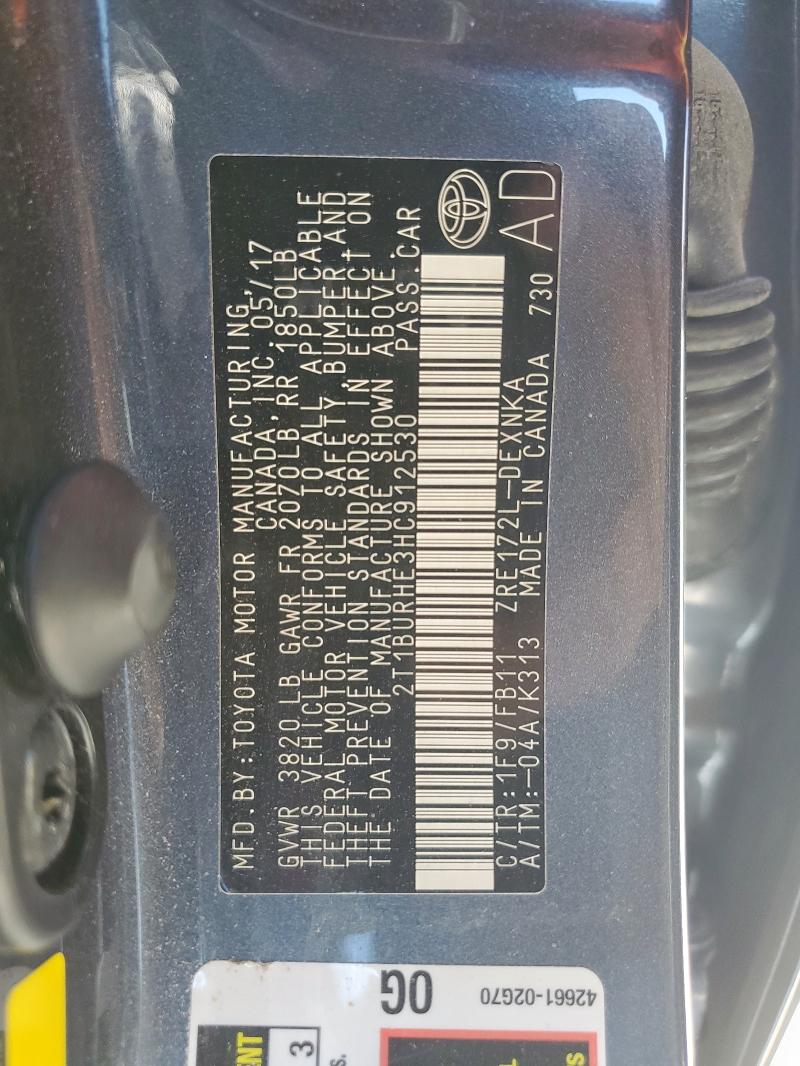 MFD.BY:TOYOTA MOTOR MANUFACTURING,
CANADA,INC.05/17
GVWR 3820 LB GAWR FR 2070LB RR 1850LB
THIS VEHICLE CONFORMS TO ALL APPLICABLE
FEDERAL MOTOR VEHICLE SAFETY, BUMPER,AND
THEFT PREVENTION STANDARDS IN EFFECT ON
THE DATE OF MANUFACTURE SHOWN ABOVE.
2T1BURHE3HC912530 PASS.CAR
C/TR:1F9/FB11 ZRE172L-DEXNKA
A/TM:-04A/K313 MADE IN CANADA 730
AD
42661-02G70
0G
3